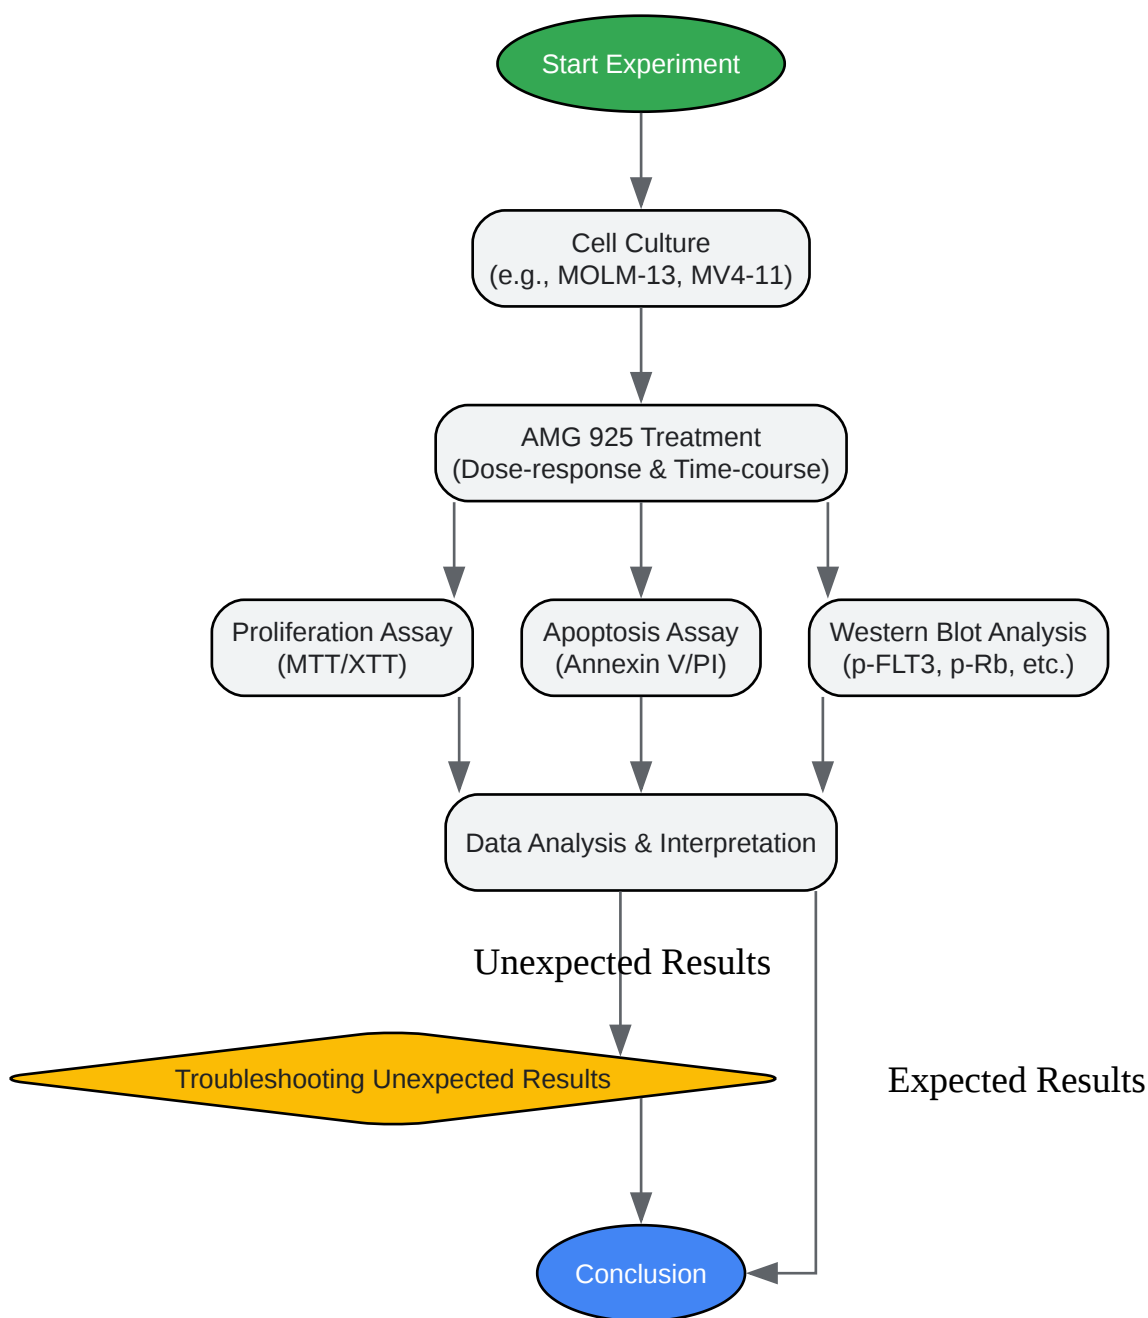 Start Experiment
Cell Culture
(e.g., MOLM-13, MV4-11)
AMG 925 Treatment
(Dose-response & Time-course)
Proliferation Assay
(MTT/XTT)
Apoptosis Assay
(Annexin V/PI)
Western Blot Analysis
(p-FLT3, p-Rb, etc.)
Data Analysis & Interpretation
Unexpected Results
Troubleshooting Unexpected Results
Expected Results
Conclusion